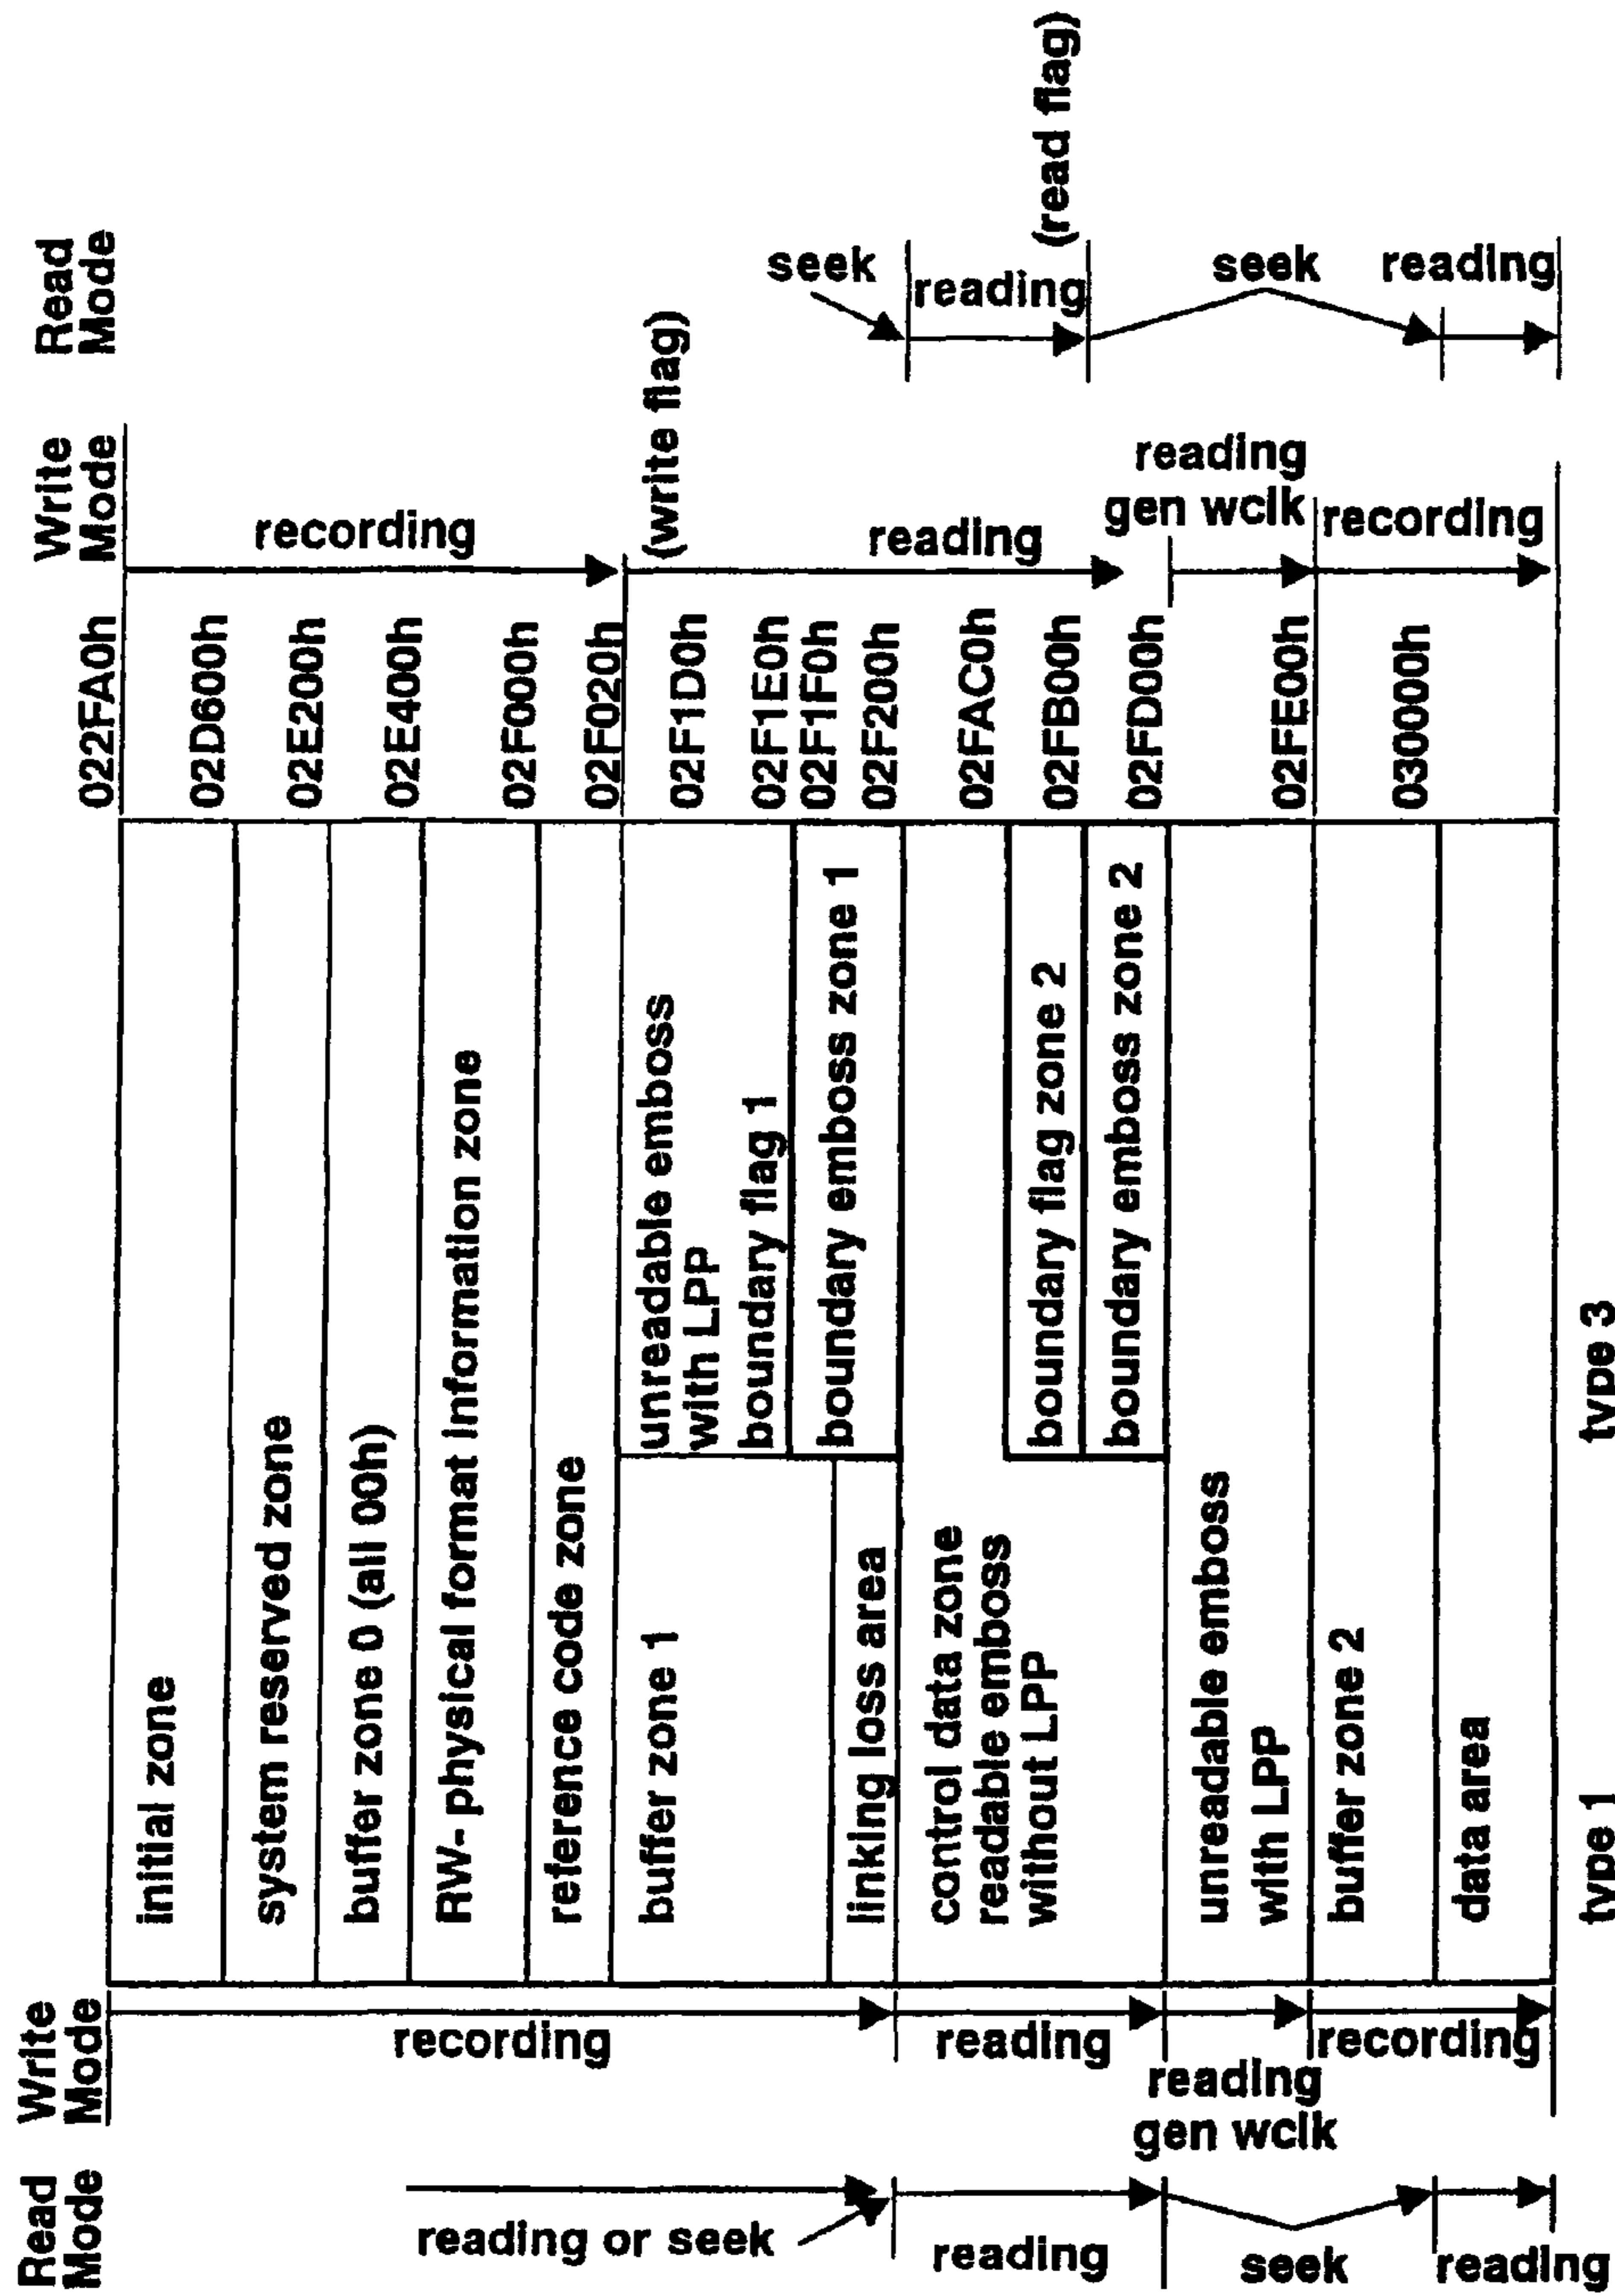 Read
Mode
Write
Mode
reading or seek
reading
seek
reading
recording
reading
reading
gen wclk
recording
initial zone
system reserved zone
buffer zone 0 (all 00h)
RW- physical format information zone
reference code zone
buffer zone 1
linking loss area
control data zone
readable emboss
without LPP
unreadable emboss
with LPP
buffer zone 2
data area
type 1
unreadable emboss
with LPP
boundary flag 1
boundary emboss zone 1
boundary flag zone 2
boundary emboss zone 2
type 3
022FA0h
02D600h
02E200h
02E400h
02F000h
02F020h
02F1D0h
02F1E0h
02F1F0h
02F200h
02FAC0h
02FB00h
02FD00h
02FE00h
030000h
Write
Mode
recording
(write flag)
reading
reading
gen wclk
recording
Read
Mode
seek
reading
(read flag)
seek
reading